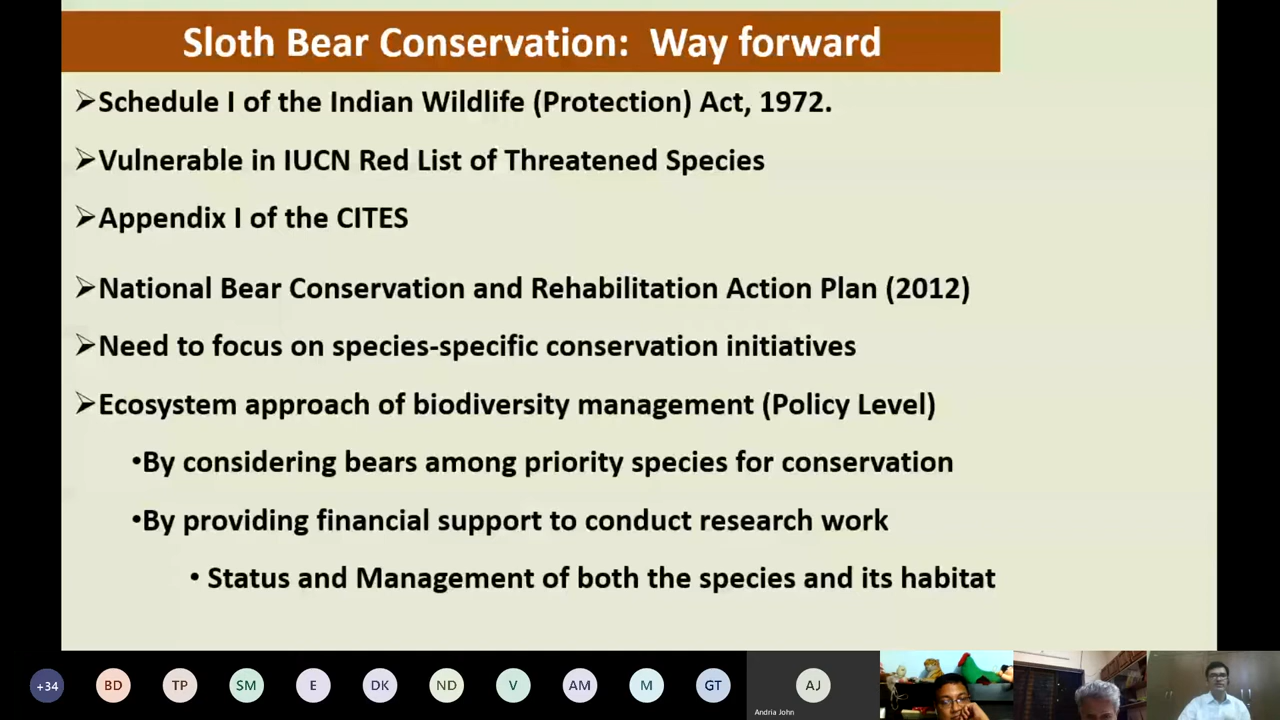 Sloth Bear Conservation: Way forward
➢Schedule I of the Indian Wildlife (Protection) Act, 1972.
➢Vulnerable in IUCN Red List of Threatened Species
➢Appendix I of the CITES
➢National Bear Conservation and Rehabilitation Action Plan (2012)
➢Need to focus on species-specific conservation initiatives
➢Ecosystem approach of biodiversity management (Policy Level)
•By considering bears among priority species for conservation
•By providing financial support to conduct research work
• Status and Management of both the species and its habitat
+34 BD TP SM E DK ND V AM M GT AJ
Andria John